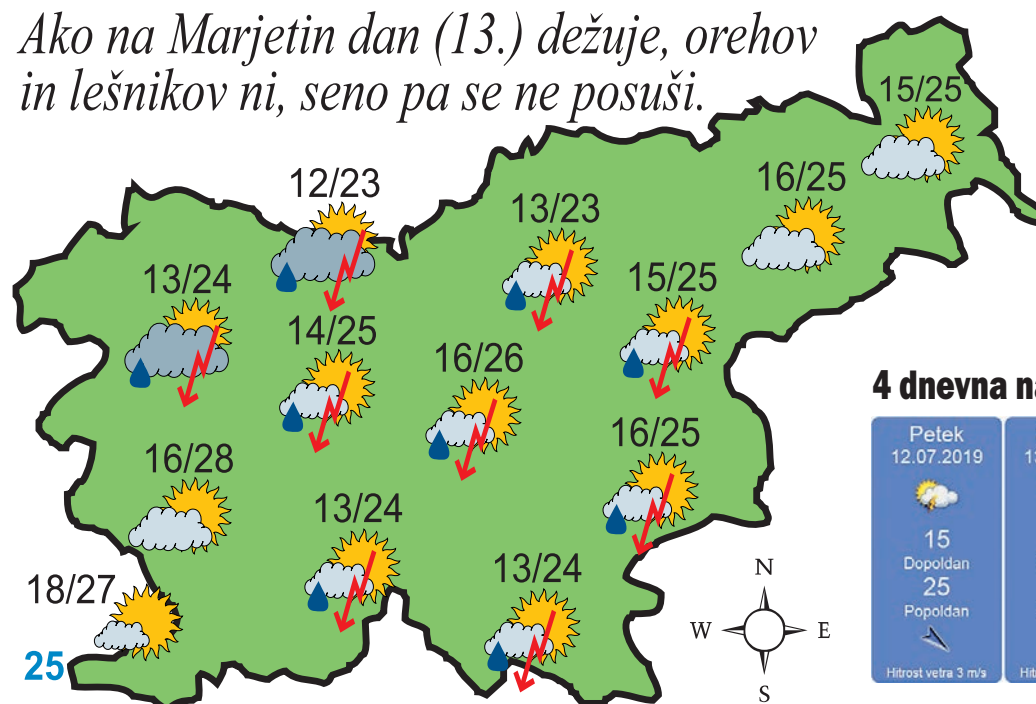 Ako na Marjetin dan (13.) dežuje, orehov
in lešnikov ni, seno pa se ne posuši.
15/25
12/23
16/25
13/23
13/24
15/25
14/25
16/26
16/25
16/28
13/24
13/24
18/27
25
N
W
E
S
4 dnevna
Petek
12.07.2019
15
Dopoldan
25
Popoldan
Hitrost vetra 3 m/s